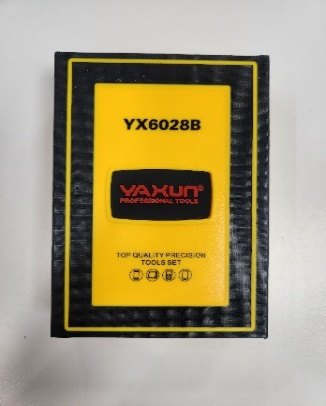 YX6028B
YAXUN®
PROFESSIONAL TOOLS
TOP QUALITY PRECISION
TOOLS SET